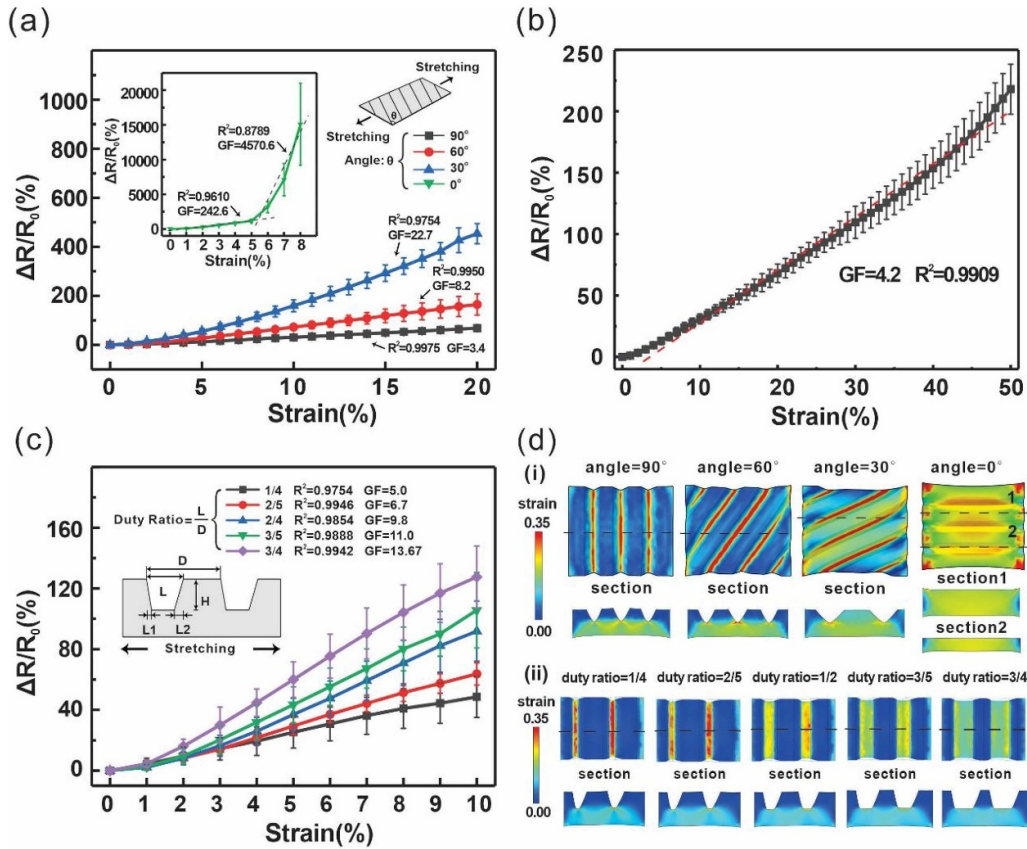 (a)
1000
800
600
400
200
0
ΔR/R0(%)
0 5 10 15 20
Strain(%)
20000
15000
10000
5000
0
ΔR/R0(%)
0 1 2 3 4 5 6 7 8
Strain(%)
R²=0.8789
GF=4570.6
R²=0.9610
GF=242.6
Stretching
θ
Stretching
Angle: θ
90°
60°
30°
0°
R²=0.9754
GF=22.7
R²=0.9950
GF=8.2
R²=0.9975 GF=3.4
(b)
250
200
150
100
50
0
ΔR/R0(%)
GF=4.2 R²=0.9909
0 10 20 30 40 50
Strain(%)
(c)
160
120
80
40
0
ΔR/R0(%)
Duty Ratio= L/D
1/4 R²=0.9754 GF=5.0
2/5 R²=0.9946 GF=6.7
2/4 R²=0.9854 GF=9.8
3/5 R²=0.9888 GF=11.0
3/4 R²=0.9942 GF=13.67
D
L
H
L1 L2
Stretching
0 1 2 3 4 5 6 7 8 9 10
Strain(%)
(d)
(i)
angle=90° angle=60° angle=30° angle=0°
strain
0.35
0.00
1
2
section section section
section1
section2
(ii)
duty ratio=1/4 duty ratio=2/5 duty ratio=1/2 duty ratio=3/5 duty ratio=3/4
strain
0.35
0.00
section section section section section